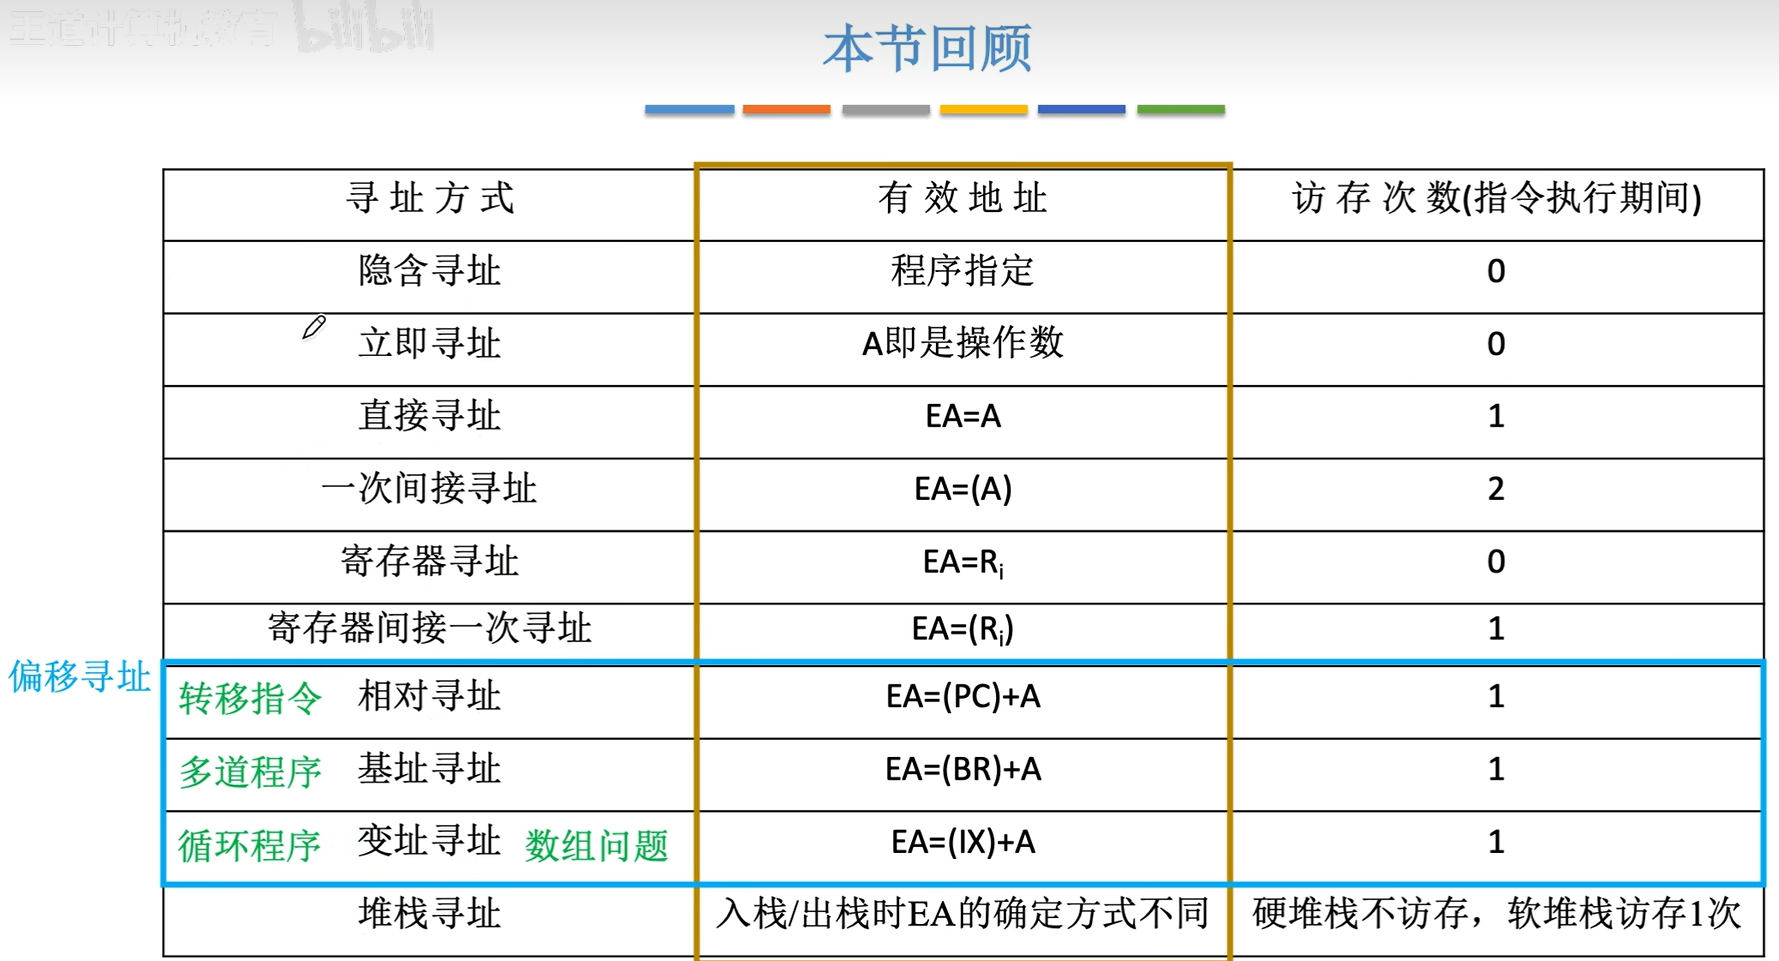 王道计算机教育 bilibili
本节回顾
寻址方式 有效地址 访存次数(指令执行期间)
隐含寻址 程序指定 0
立即寻址 A即是操作数 0
直接寻址 EA=A 1
一次间接寻址 EA=(A) 2
寄存器寻址 EA=Ri 0
寄存器间接一次寻址 EA=(Ri) 1
偏移寻址
转移指令 相对寻址 EA=(PC)+A 1
多道程序 基址寻址 EA=(BR)+A 1
循环程序 变址寻址 数组问题 EA=(IX)+A 1
堆栈寻址 入栈/出栈时EA的确定方式不同 硬堆栈不访存，软堆栈访存1次